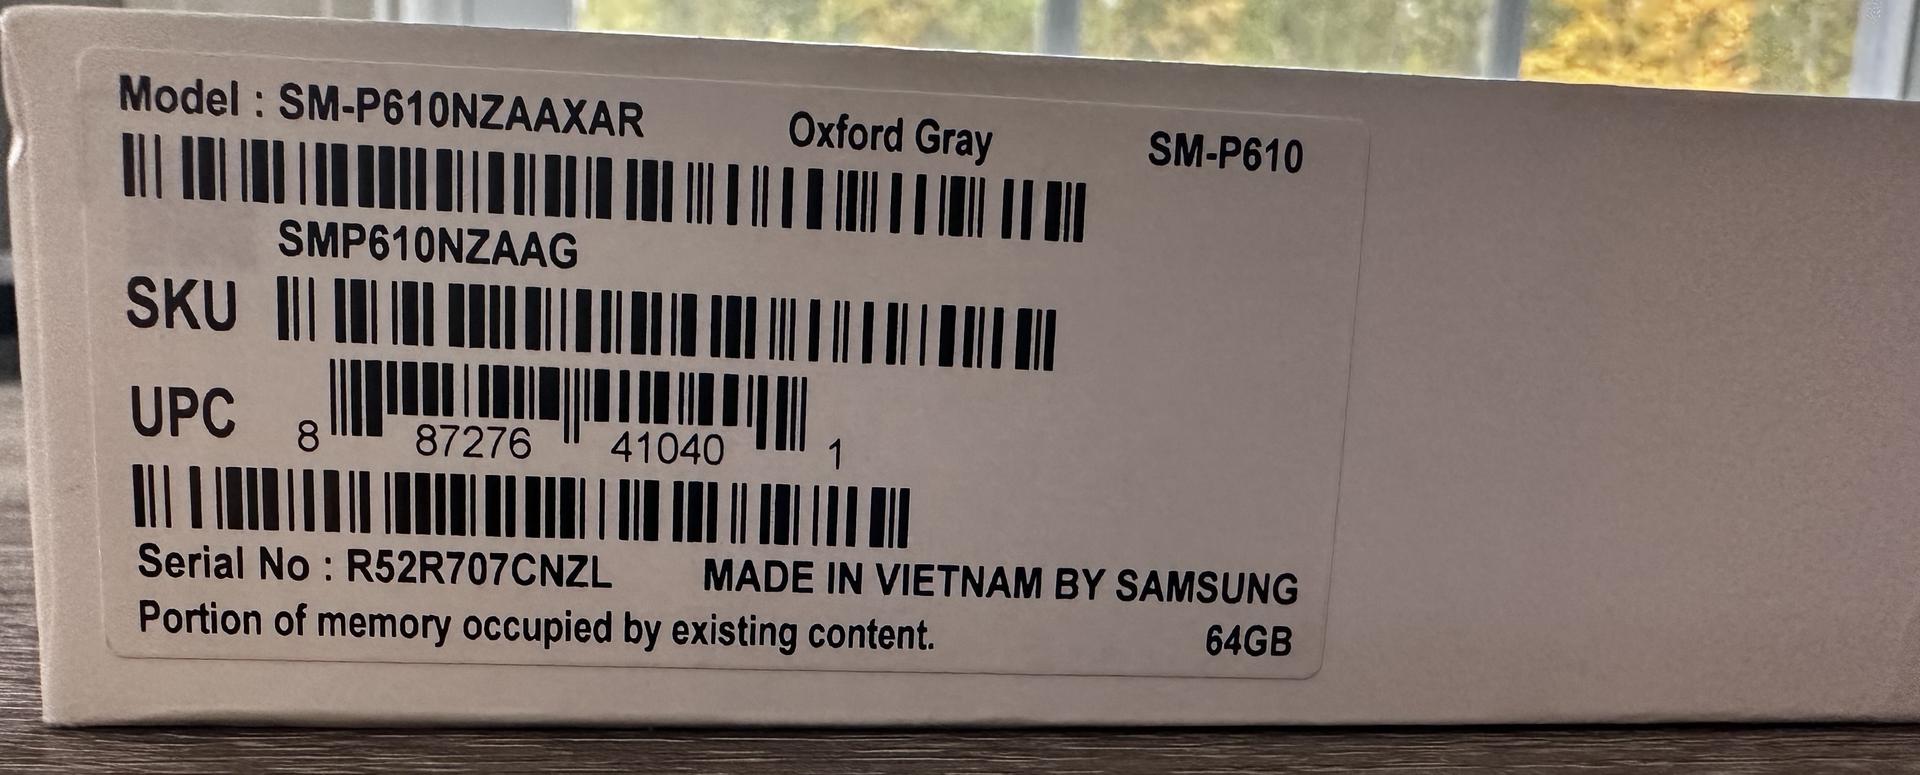 Model : SM-P610NZAAXAR Oxford Gray SM-P610
SMP610NZAAG
SKU
UPC 8 87276 41040 1
Serial No : R52R707CNZL MADE IN VIETNAM BY SAMSUNG
Portion of memory occupied by existing content. 64GB